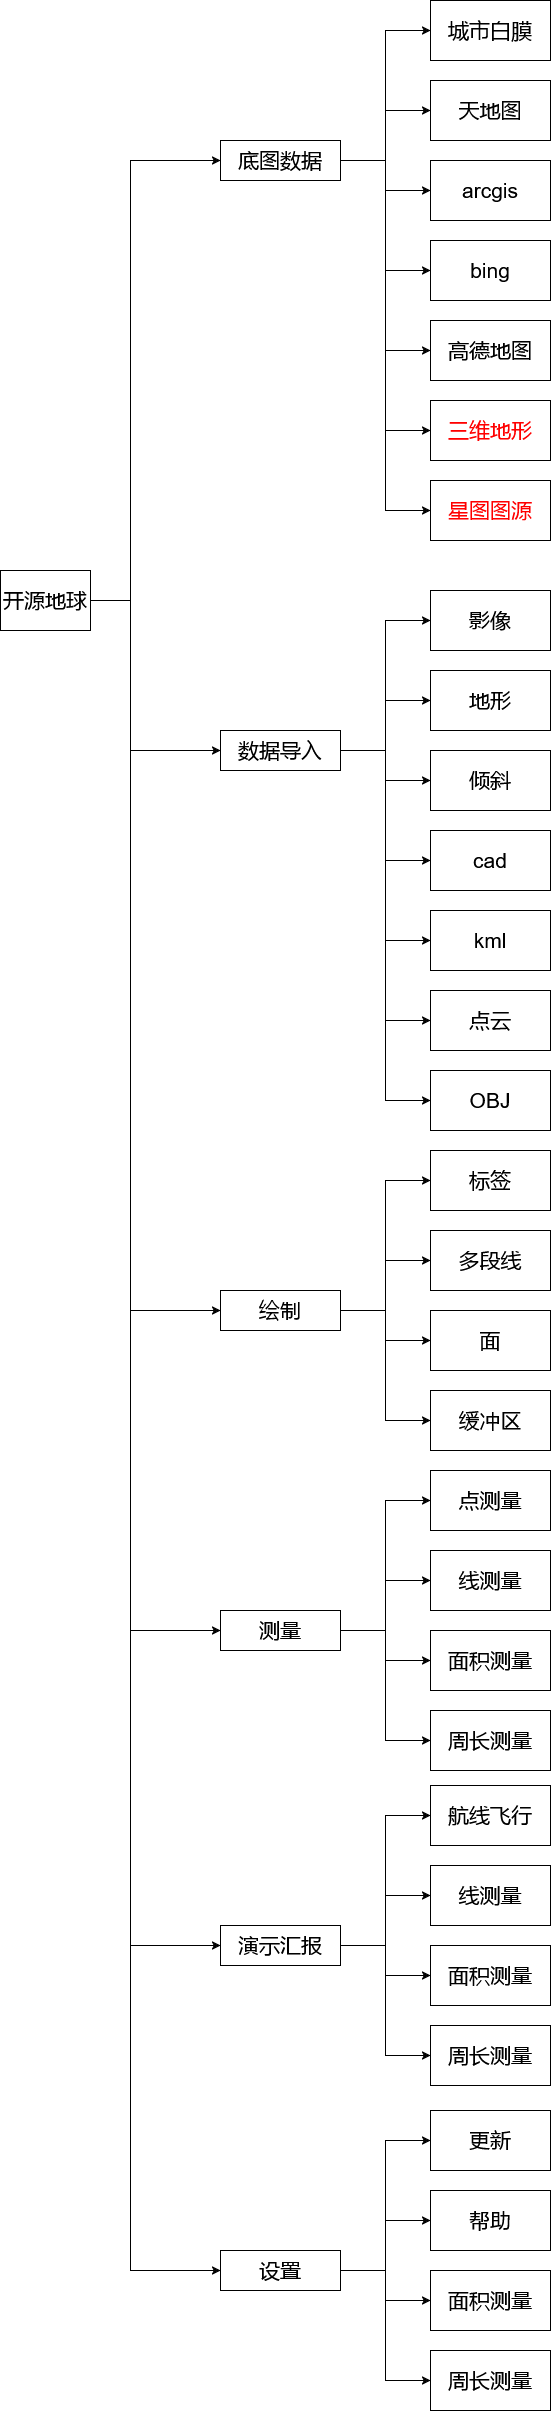 开源地球
底图数据
城市白膜
天地图
arcgis
bing
高德地图
三维地形
星图图源
数据导入
影像
地形
倾斜
cad
kml
点云
OBJ
绘制
标签
多段线
面
缓冲区
测量
点测量
线测量
面积测量
周长测量
演示汇报
航线飞行
线测量
面积测量
周长测量
设置
更新
帮助
面积测量
周长测量